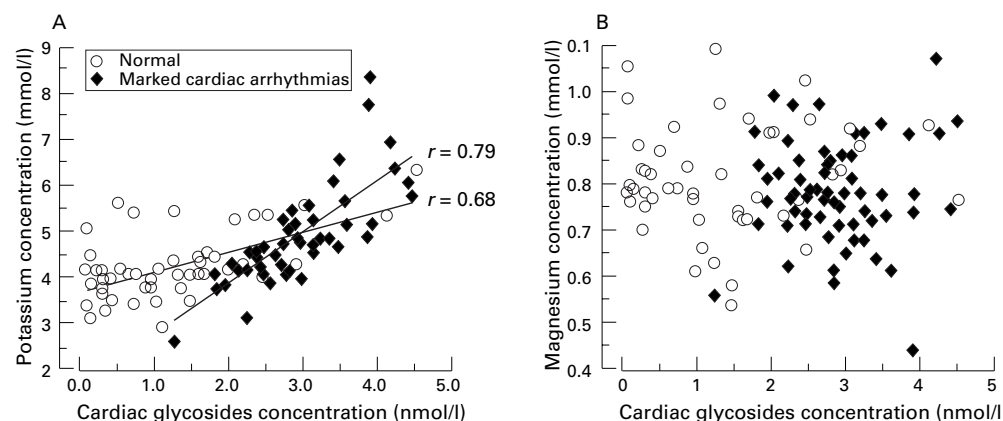 A
Potassium concentration (mmol/l)
9
8
7
6
5
4
3
2
Normal
Marked cardiac arrhythmias
r = 0.79
r = 0.68
0.0 1.0 2.0 3.0 4.0 5.0
Cardiac glycosides concentration (nmol/l)
B
Magnesium concentration (mmol/l)
0.1
1.0
0.9
0.8
0.7
0.6
0.5
0.4
0 1 2 3 4 5
Cardiac glycosides concentration (nmol/l